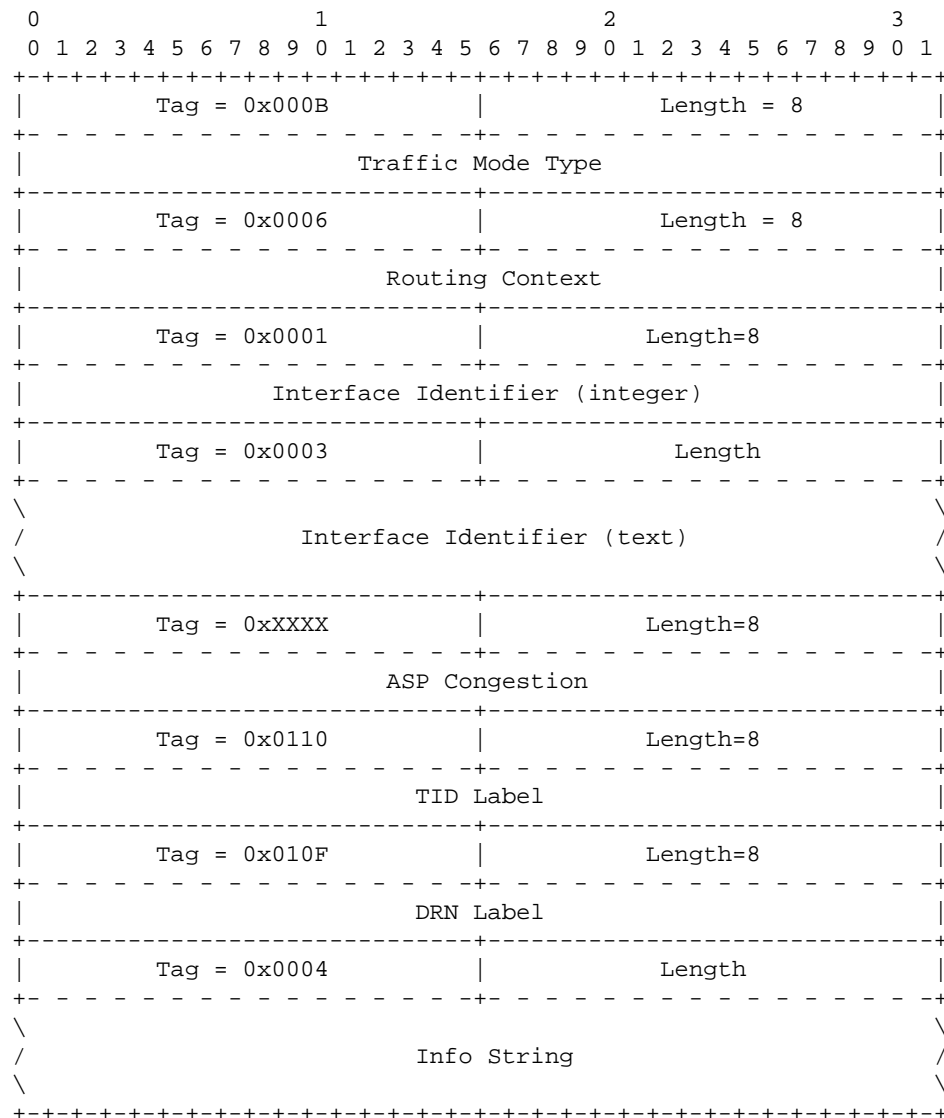 0                   1                   2                   3
 0 1 2 3 4 5 6 7 8 9 0 1 2 3 4 5 6 7 8 9 0 1 2 3 4 5 6 7 8 9 0 1
+-+-+-+-+-+-+-+-+-+-+-+-+-+-+-+-+-+-+-+-+-+-+-+-+-+-+-+-+-+-+-+-+
|         Tag = 0x000B          |            Length = 8         |
+- - - - - - - - - - - - - - - -+- - - - - - - - - - - - - - - -+
|                       Traffic Mode Type                       |
+-------------------------------+-------------------------------+
|         Tag = 0x0006          |            Length = 8         |
+- - - - - - - - - - - - - - - -+- - - - - - - - - - - - - - - -+
|                         Routing Context                       |
+-------------------------------+-------------------------------+
|         Tag = 0x0001          |           Length=8            |
+- - - - - - - - - - - - - - - -+- - - - - - - - - - - - - - - -+
|                 Interface Identifier (integer)                |
+-------------------------------+-------------------------------+
|         Tag = 0x0003          |             Length            |
+- - - - - - - - - - - - - - - -+- - - - - - - - - - - - - - - -+
\                                                               \
/                   Interface Identifier (text)                 /
\                                                               \
+-------------------------------+-------------------------------+
|         Tag = 0xXXXX          |           Length=8            |
+- - - - - - - - - - - - - - - -+- - - - - - - - - - - - - - - -+
|                         ASP Congestion                        |
+-------------------------------+-------------------------------+
|         Tag = 0x0110          |           Length=8            |
+- - - - - - - - - - - - - - - -+- - - - - - - - - - - - - - - -+
|                           TID Label                           |
+-------------------------------+-------------------------------+
|         Tag = 0x010F          |           Length=8            |
+- - - - - - - - - - - - - - - -+- - - - - - - - - - - - - - - -+
|                           DRN Label                           |
+-------------------------------+-------------------------------+
|         Tag = 0x0004          |            Length             |
+- - - - - - - - - - - - - - - -+- - - - - - - - - - - - - - - -+
\                                                               \
/                           Info String                         /
\                                                               \
+-+-+-+-+-+-+-+-+-+-+-+-+-+-+-+-+-+-+-+-+-+-+-+-+-+-+-+-+-+-+-+-+